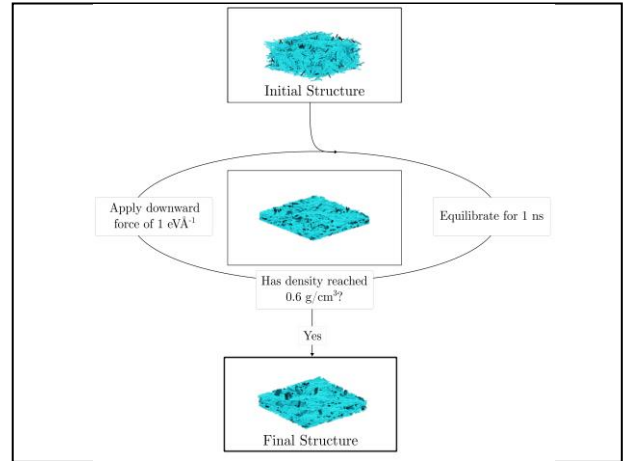 Initial Structure
Apply downward
force of 1 eVÅ⁻¹
Equilibrate for 1 ns
Has density reached
0.6 g/cm³?
Yes
Final Structure